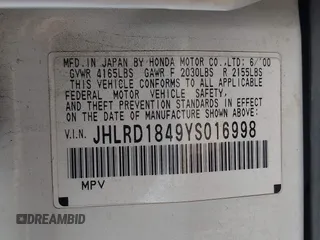 MFD.IN JAPAN BY HONDA MOTOR CO.,LTD; 6/'00
GVWR 4165LBS GAWR F 2030LBS R 2155LBS
THIS VEHICLE CONFORMS TO ALL APPLICABLE
FEDERAL MOTOR VEHICLE SAFETY, BUMPER,
AND THEFT PREVENTION STANDARDS IN EFFECT
ON THE DATE OF MANUFACTURE SHOWN ABOVE.
V.I.N. JHLRD1849YS016998
MPV
DREAMBID